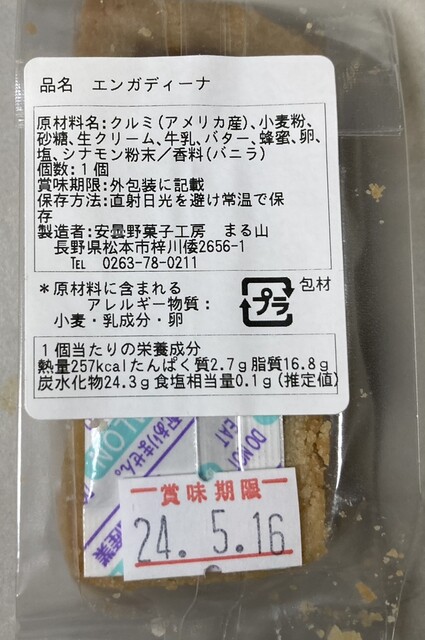 品名　エンガディーナ
原材料名:クルミ(アメリカ産)、小麦粉、
砂糖、生クリーム、牛乳、バター、蜂蜜、卵、
塩、シナモン粉末／香料(バニラ)
個数:1個
賞味期限:外包装に記載
保存方法:直射日光を避け常温で保
存
製造者:安曇野菓子工房　まる山
長野県松本市梓川倭2656-1
TEL 0263-78-0211
＊原材料に含まれる
アレルギー物質:
小麦・乳成分・卵
プラ
包材
1個当たりの栄養成分
熱量257kcalたんぱく質2.7g脂質16.8g
炭水化物24.3g食塩相当量0.1g(推定値)
DO NOT
EAT
賞味期限
24. 5.16